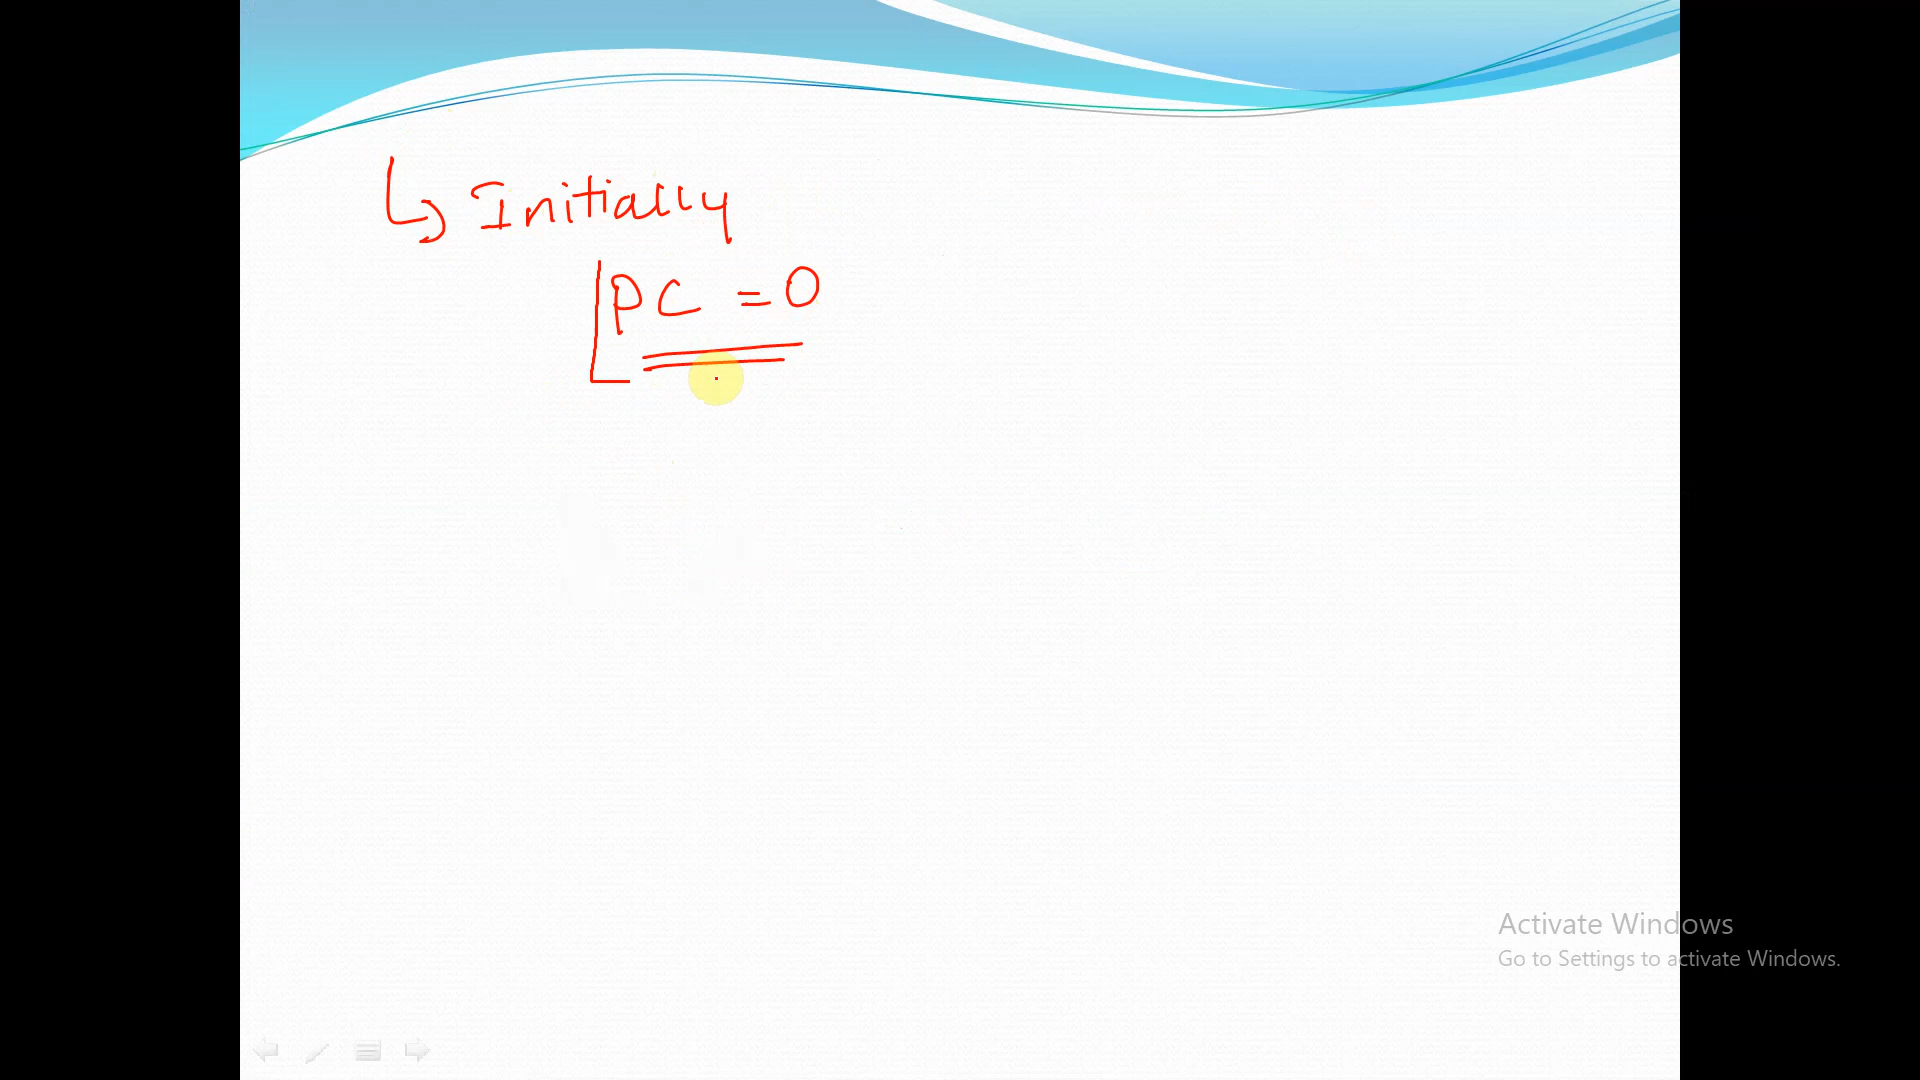 Initially
PC = 0
Activate Windows
Go to Settings to activate Windows.